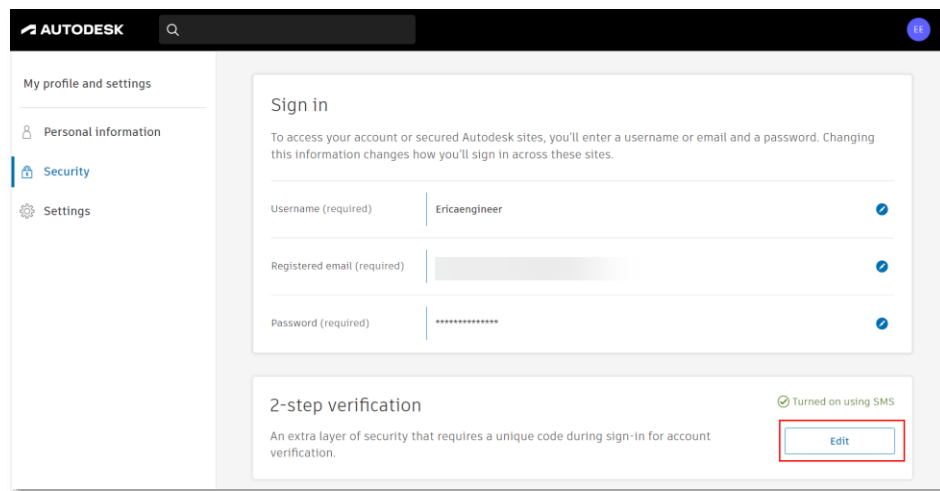 AUTODESK
EE
My profile and settings
Personal information
Security
Settings
Sign in
To access your account or secured Autodesk sites, you'll enter a username or email and a password. Changing
this information changes how you'll sign in across these sites.
Username (required)
Ericaengineer
Registered email (required)
Password (required)
**************
2-step verification
Turned on using SMS
An extra layer of security that requires a unique code during sign-in for account
verification.
Edit